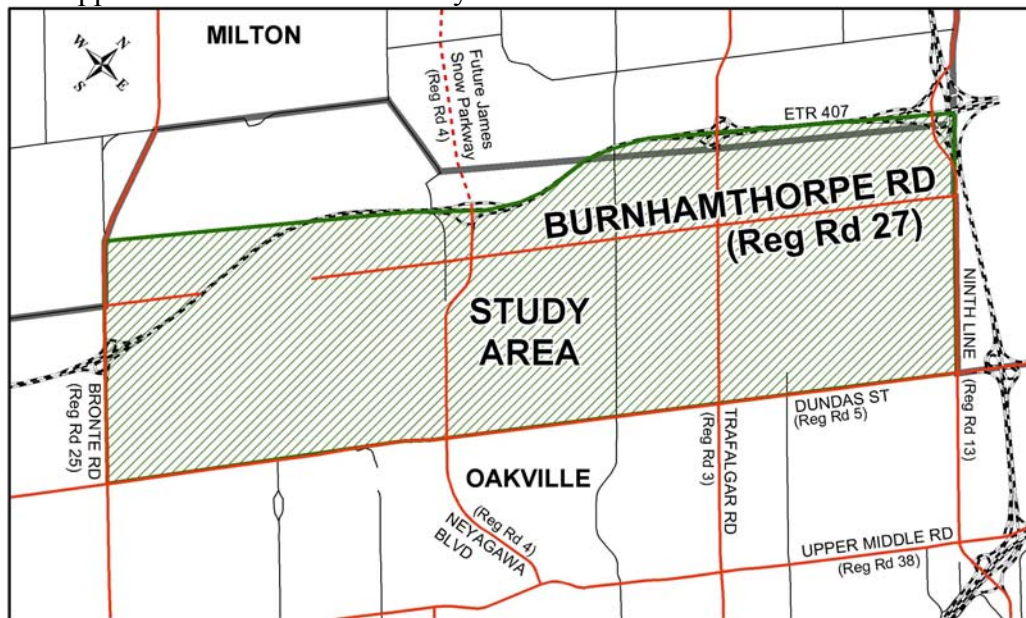 MILTON
N
W
E
S
Future James
Snow Parkway
(Reg Rd 4)
ETR 407
BURNHAMTHORPE RD
(Reg Rd 27)
STUDY
AREA
NINTH LINE
(Reg Rd 13)
BRONTE RD
(Reg Rd 25)
DUNDAS ST
(Reg Rd 5)
TRAFALGAR RD
(Reg Rd 3)
OAKVILLE
(Reg Rd 4)
NEYAGAWA
BLVD
UPPER MIDDLE RD
(Reg Rd 38)